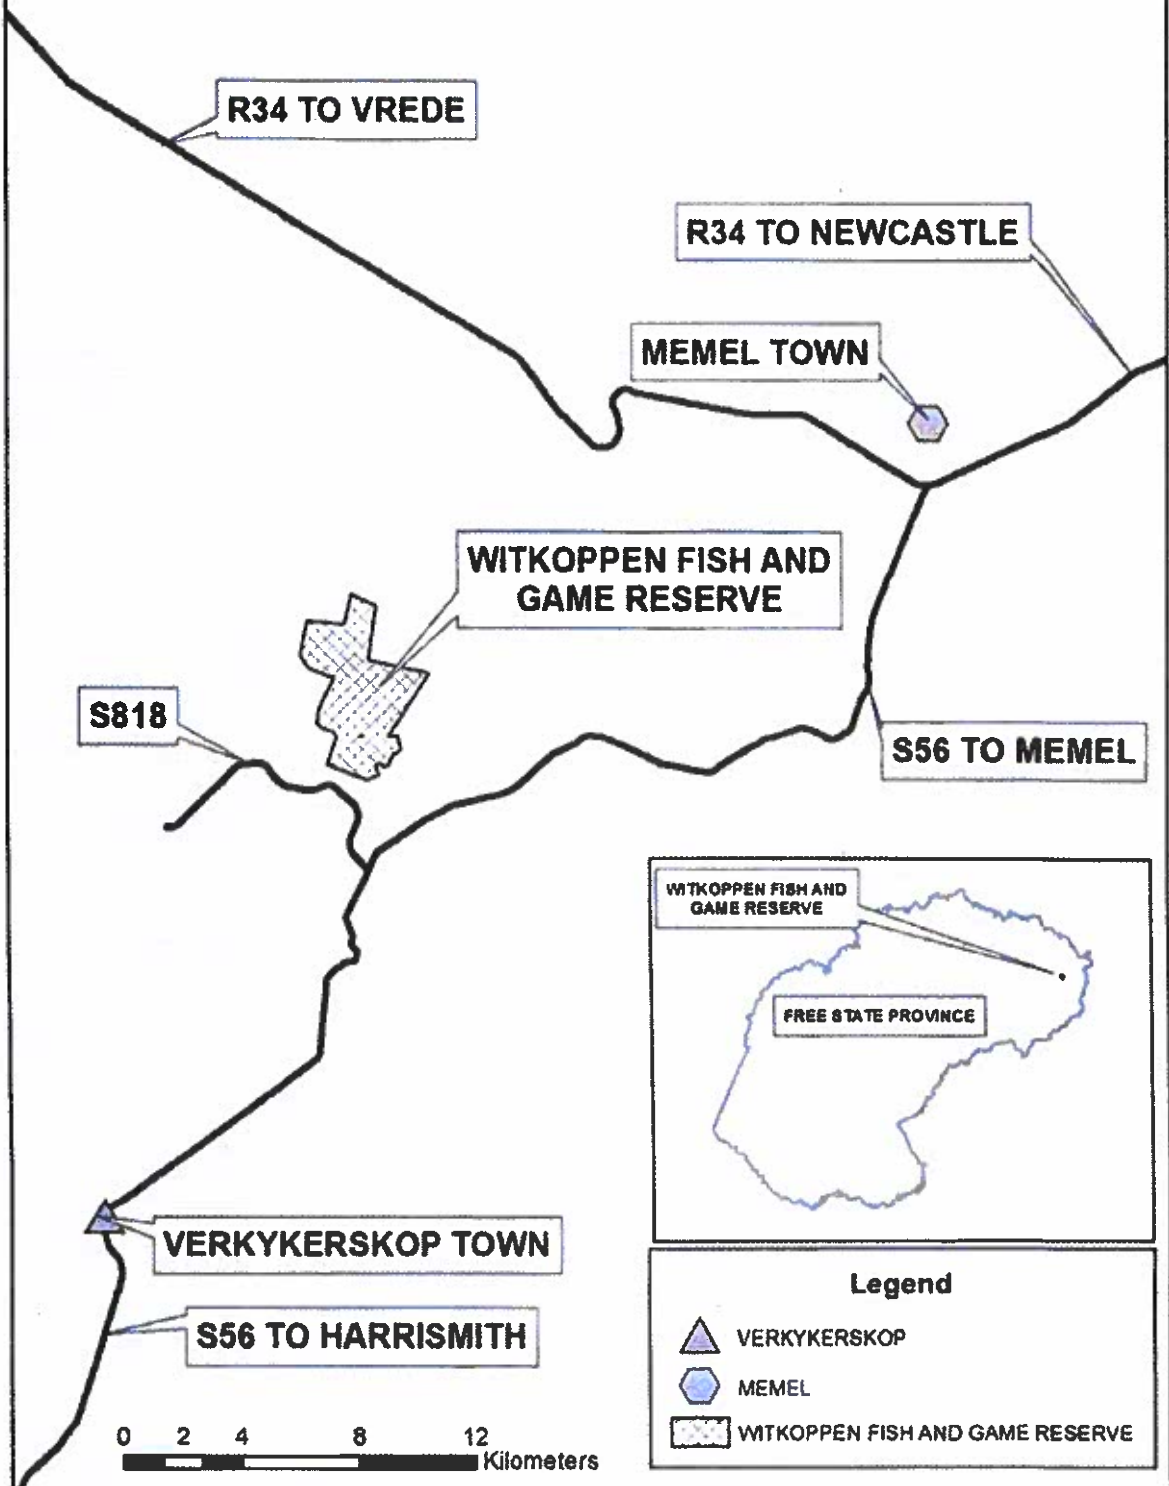 R34 TO VREDE
R34 TO NEWCASTLE
MEMEL TOWN
WITKOPPEN FISH AND
GAME RESERVE
S818
S56 TO MEMEL
WITKOPPEN FISH AND
GAME RESERVE
FREE STATE PROVINCE
VERKYKERSKOP TOWN
S56 TO HARRISMITH
Legend
VERKYKERSKOP
MEMEL
WITKOPPEN FISH AND GAME RESERVE
0 2 4 8 12
Kilometers